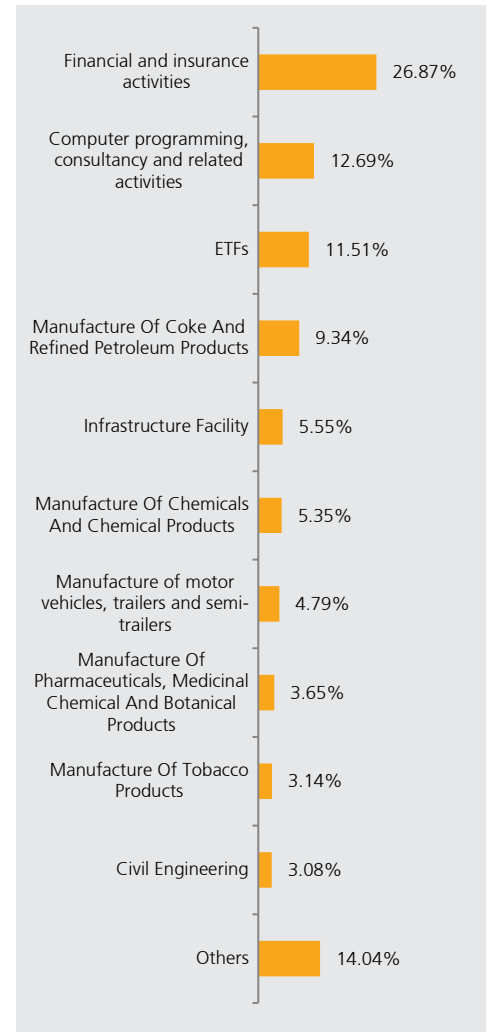 Financial and insurance
activities
26.87%
Computer programming,
consultancy and related
activities
12.69%
ETFs
11.51%
Manufacture Of Coke And
Refined Petroleum Products
9.34%
Infrastructure Facility
5.55%
Manufacture Of Chemicals
And Chemical Products
5.35%
Manufacture of motor
vehicles, trailers and semi-
trailers
4.79%
Manufacture Of
Pharmaceuticals, Medicinal
Chemical And Botanical
Products
3.65%
Manufacture Of Tobacco
Products
3.14%
Civil Engineering
3.08%
Others
14.04%